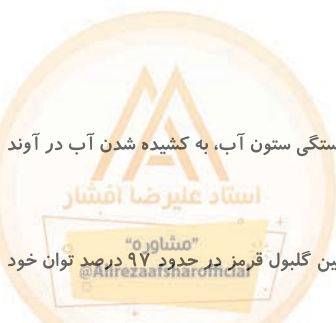 ستگی ستون آب، به کشیده شدن آب در آوند
استاد علیرضا افشار
"مشاوره"
ین گلبول قرمز در حدود ۹۷ درصد توان خود
@Alirezaafsharofficial